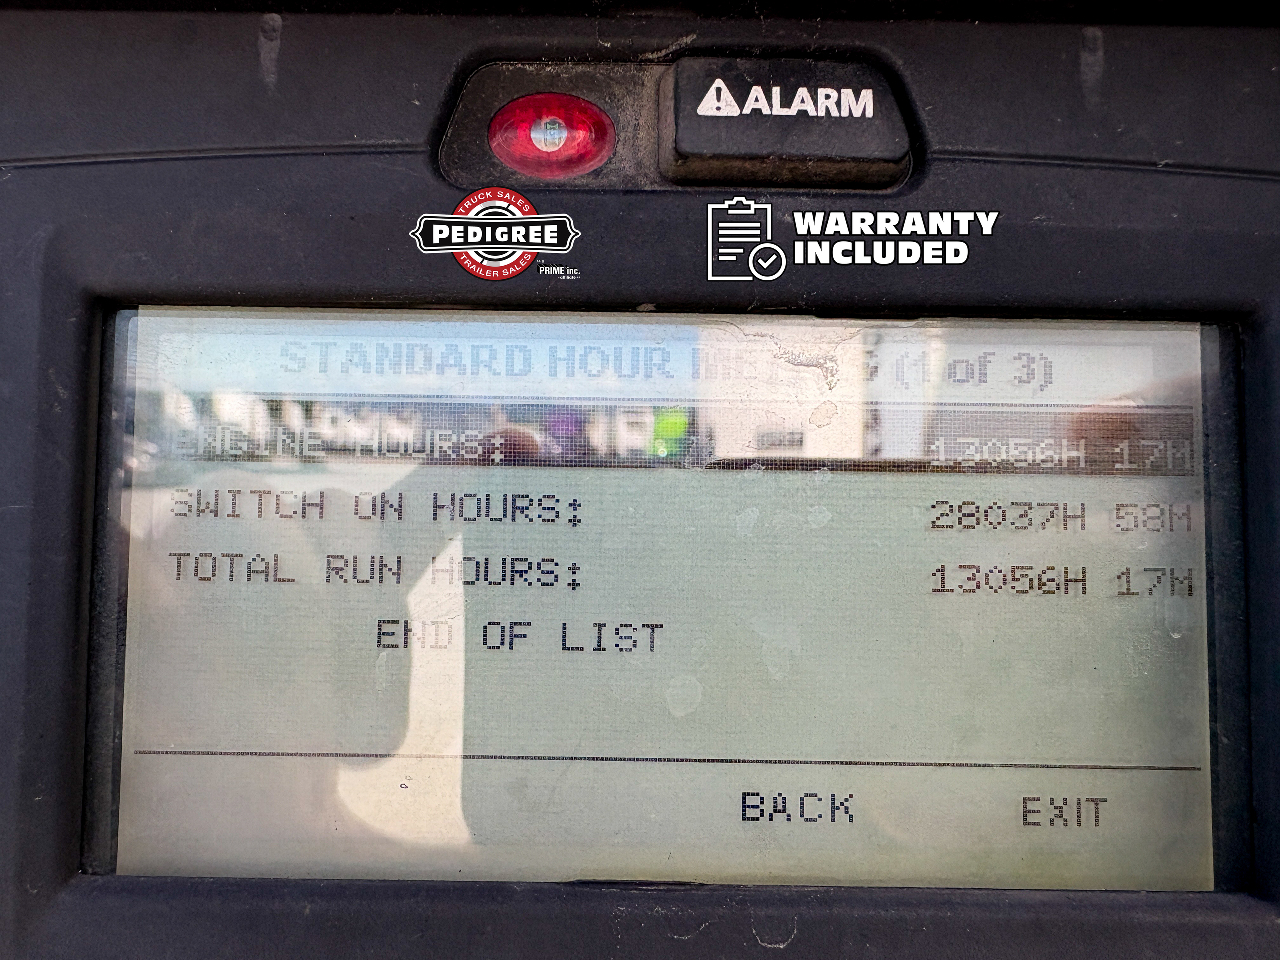 ⚠ALARM
TRUCK SALES
PEDIGREE
TRAILER SALES
PRIME inc.
WARRANTY
INCLUDED
STANDARD HOUR (1 of 3)
ENGINE HOURS: 13056H 17M
SWITCH ON HOURS: 28037H 58M
TOTAL RUN HOURS: 13056H 17M
END OF LIST
BACK EXIT